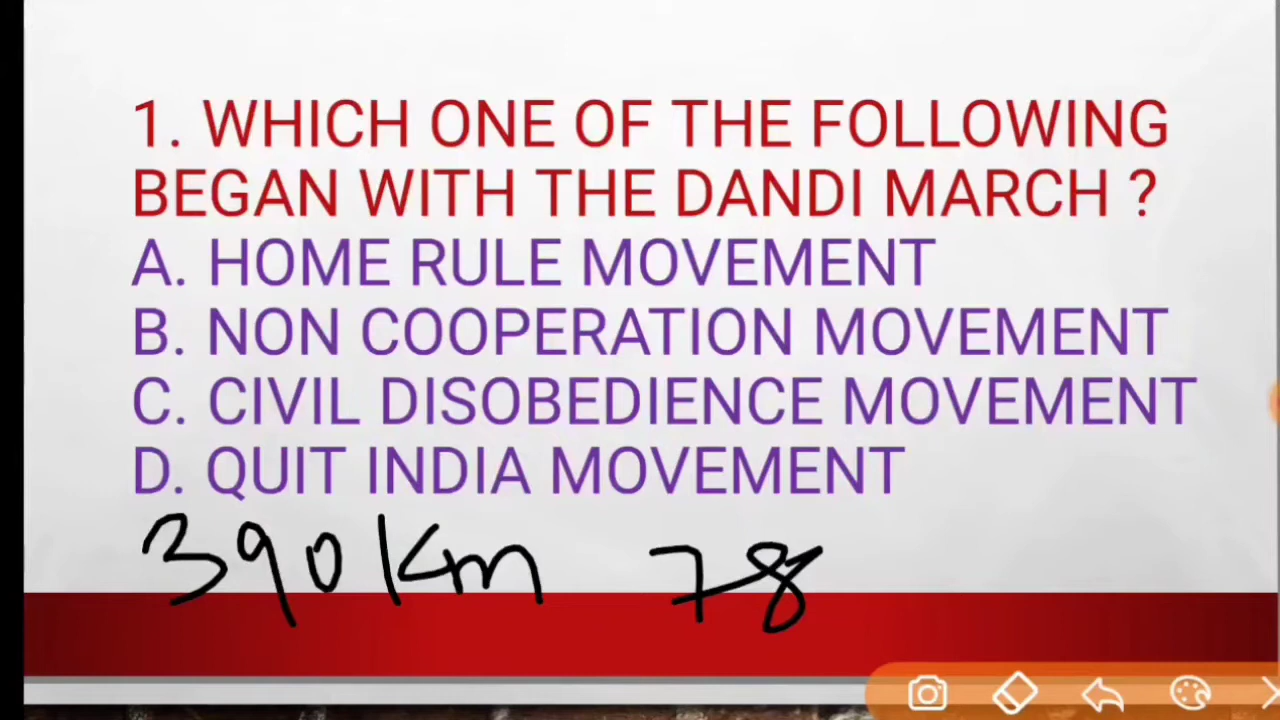 1. WHICH ONE OF THE FOLLOWING
BEGAN WITH THE DANDI MARCH ?
A. HOME RULE MOVEMENT
B. NON COOPERATION MOVEMENT
C. CIVIL DISOBEDIENCE MOVEMENT
D. QUIT INDIA MOVEMENT
390 Km 78